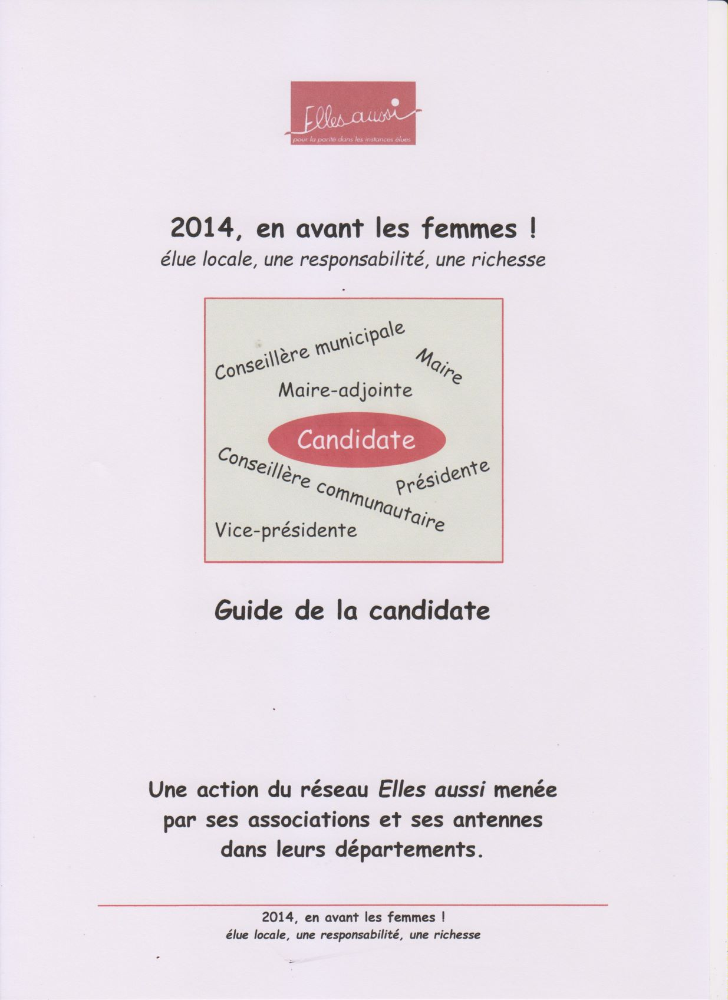 Elles aussi
pour la parité dans les instances élues
2014, en avant les femmes !
élue locale, une responsabilité, une richesse
Conseillère municipale
Maire
Maire-adjointe
Candidate
Conseillère communautaire
Présidente
Vice-présidente
Guide de la candidate
Une action du réseau Elles aussi menée
par ses associations et ses antennes
dans leurs départements.
2014, en avant les femmes !
élue locale, une responsabilité, une richesse